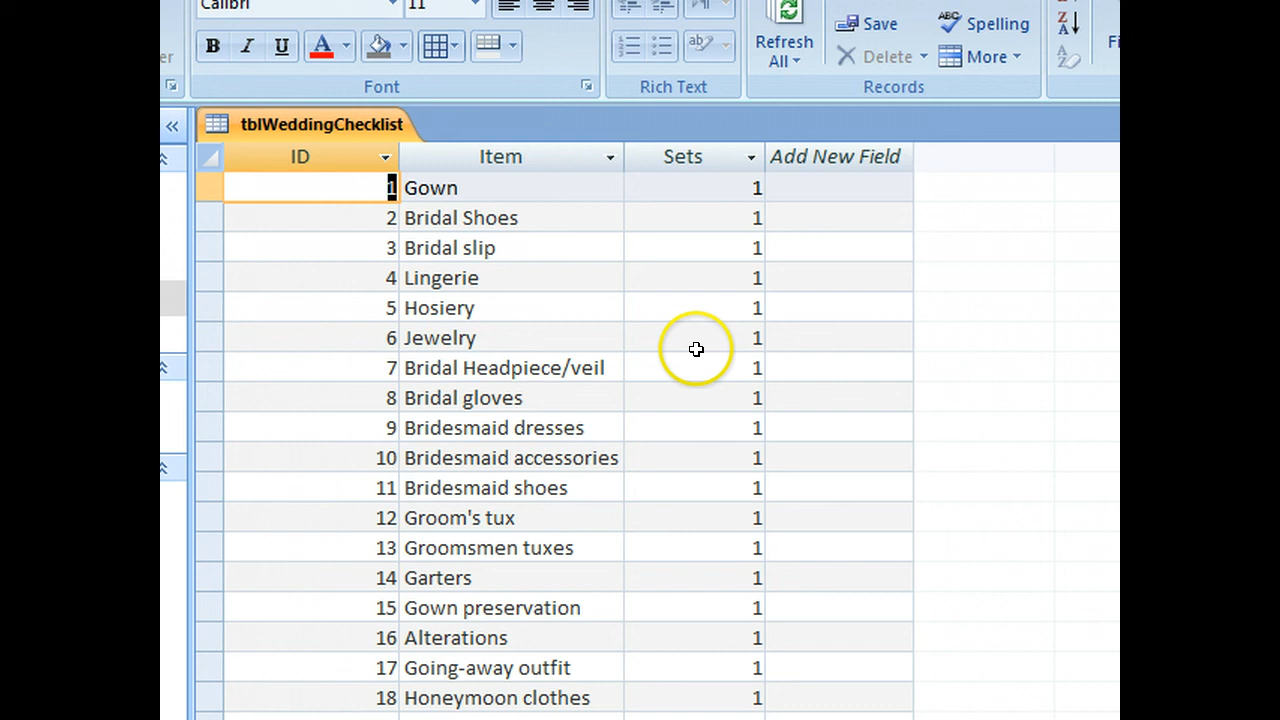 Calibri 11
B I U A
er
Font
Rich Text
Refresh All
Save
Delete
Spelling
More
Records
tblWeddingChecklist
ID Item Sets Add New Field
1 Gown 1
2 Bridal Shoes 1
3 Bridal slip 1
4 Lingerie 1
5 Hosiery 1
6 Jewelry 1
7 Bridal Headpiece/veil 1
8 Bridal gloves 1
9 Bridesmaid dresses 1
10 Bridesmaid accessories 1
11 Bridesmaid shoes 1
12 Groom's tux 1
13 Groomsmen tuxes 1
14 Garters 1
15 Gown preservation 1
16 Alterations 1
17 Going-away outfit 1
18 Honeymoon clothes 1